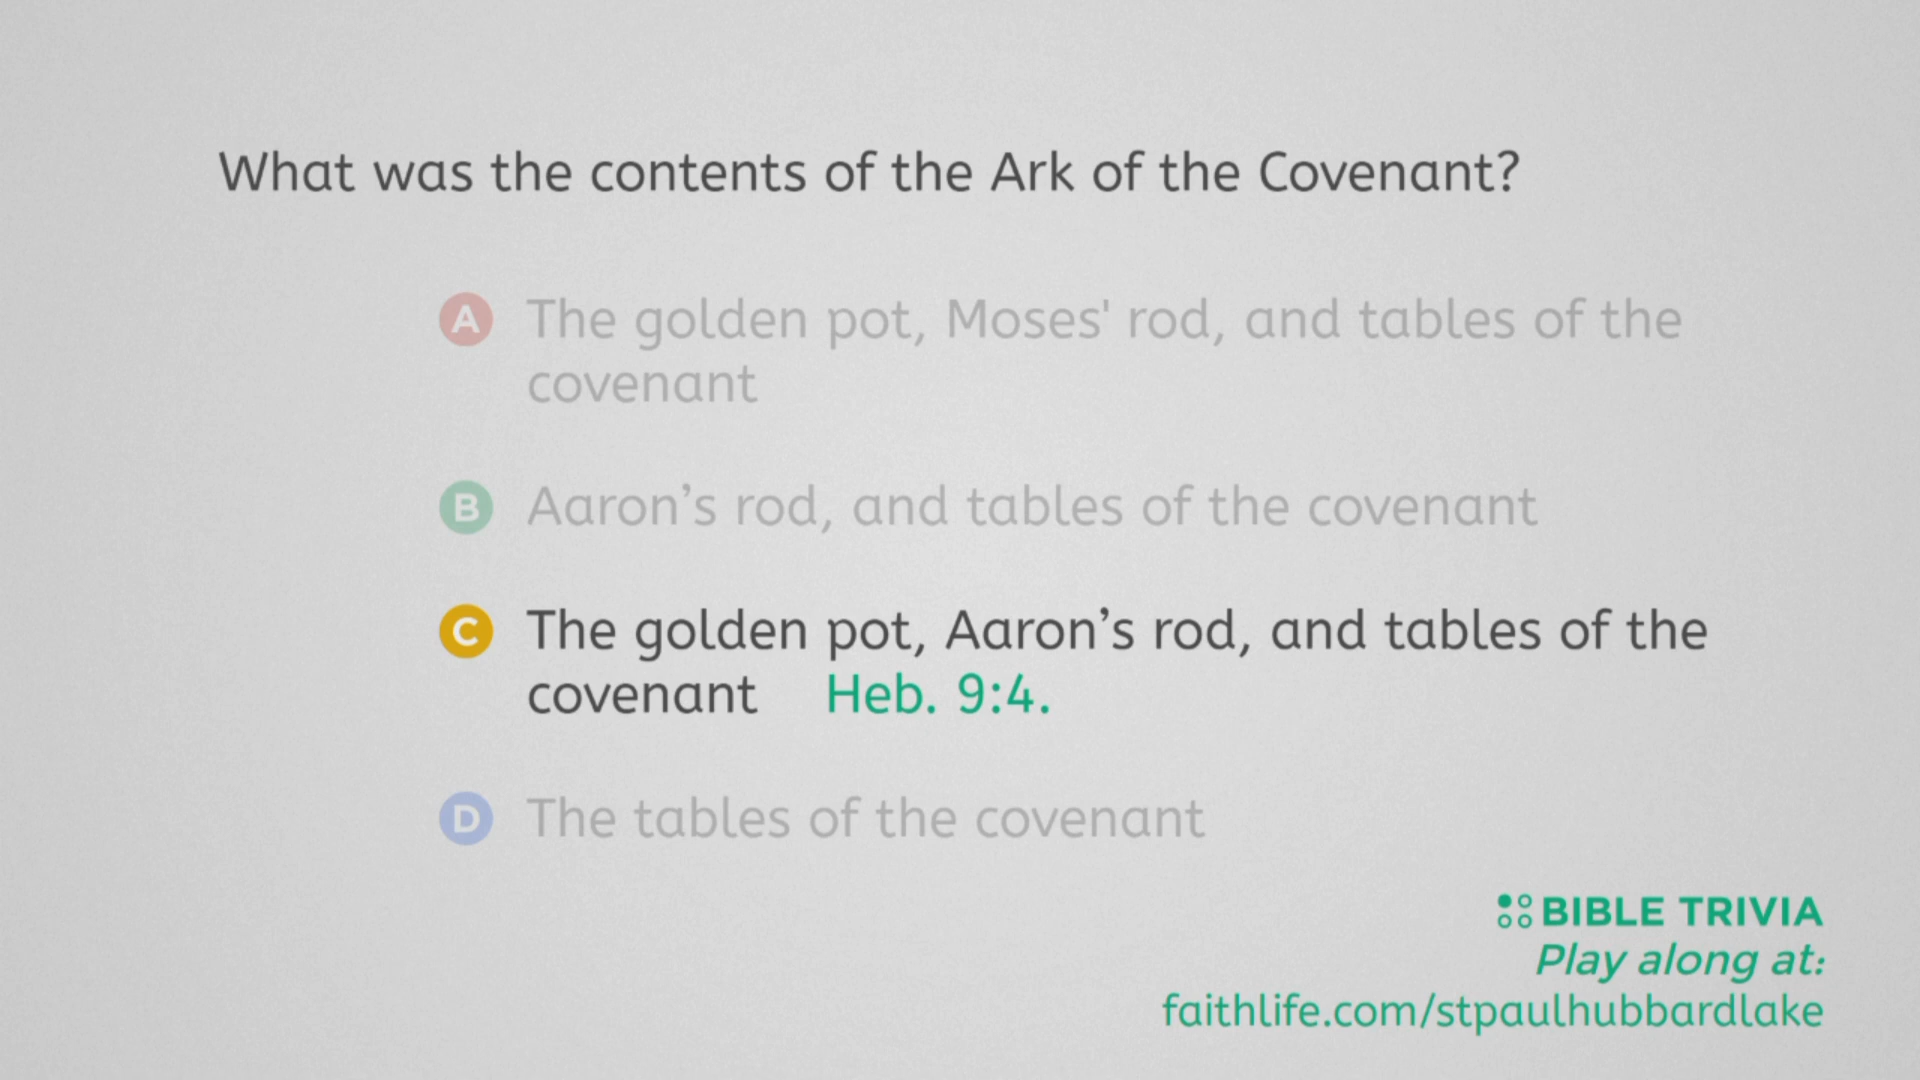 What was the contents of the Ark of the Covenant?
A The golden pot, Moses' rod, and tables of the
covenant
B Aaron’s rod, and tables of the covenant
C The golden pot, Aaron’s rod, and tables of the
covenant Heb. 9:4.
D The tables of the covenant
BIBLE TRIVIA
Play along at:
faithlife.com/stpaulhubbardlake